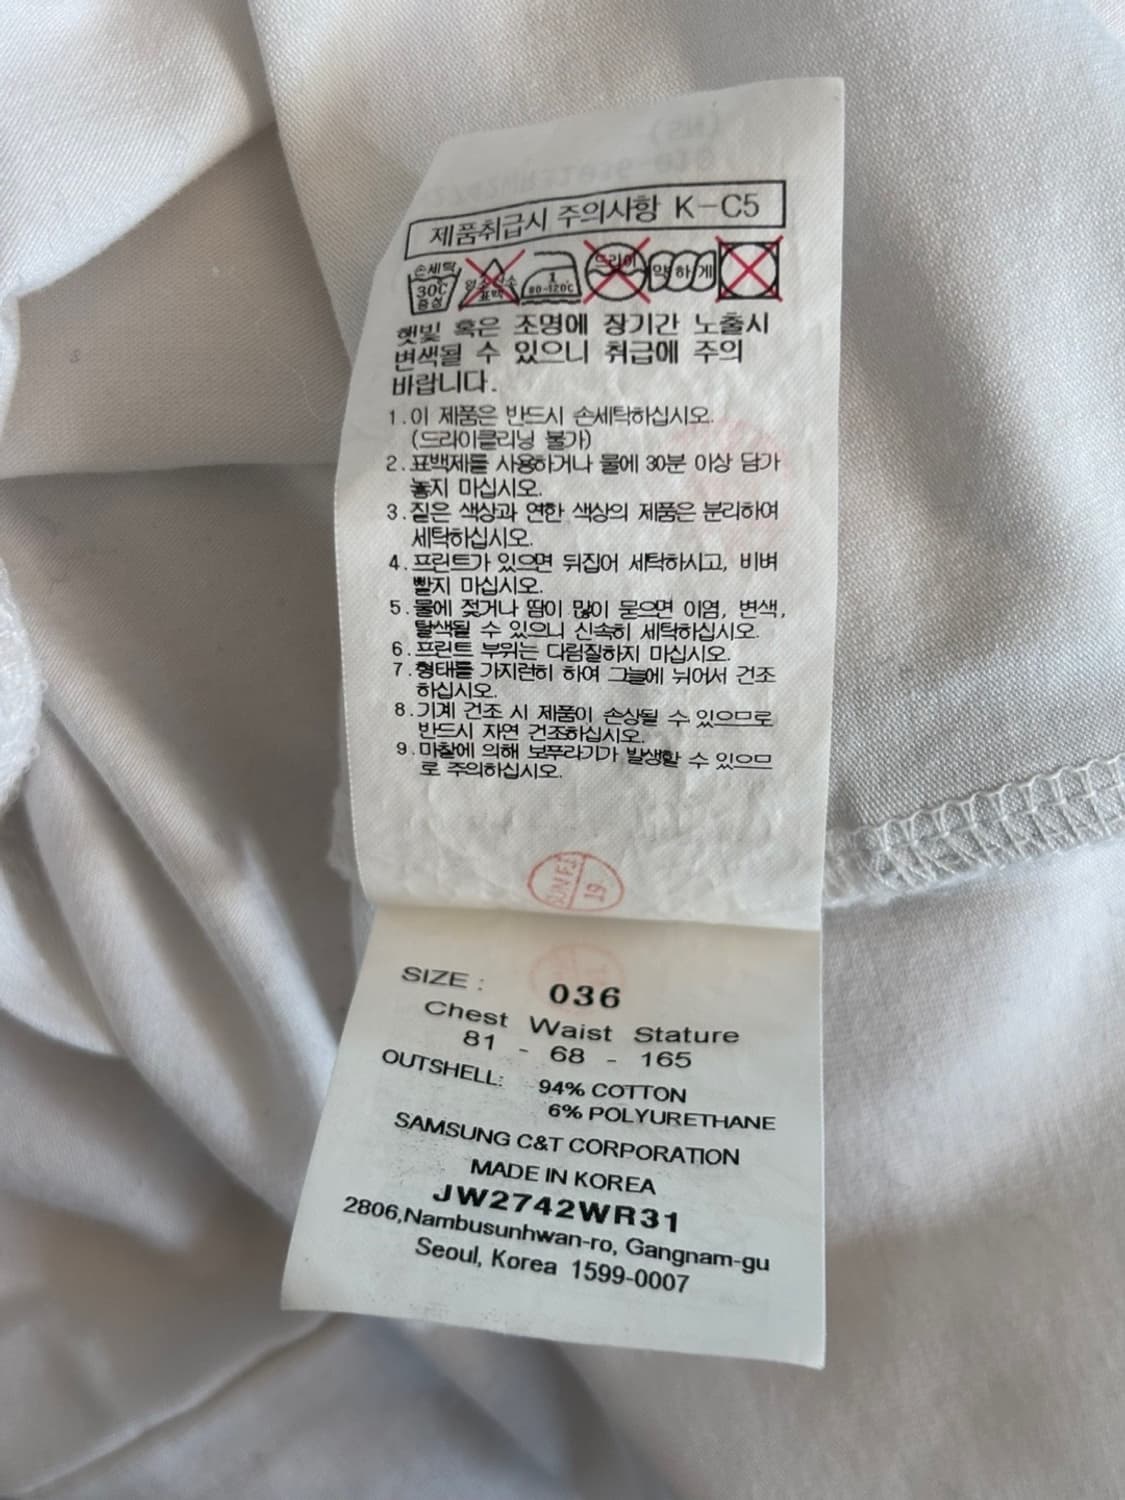 제품취급시 주의사항 K-C5
손세탁 30℃ 중성
염소산소 표백
1 80-120℃
드라이
약하게
햇빛 혹은 조명에 장기간 노출시
변색될 수 있으니 취급에 주의
바랍니다.
1.이 제품은 반드시 손세탁하십시오.
(드라이클리닝 불가)
2.표백제를 사용하거나 물에 30분 이상 담가
놓지 마십시오.
3.짙은 색상과 연한 색상의 제품은 분리하여
세탁하십시오.
4.프린트가 있으면 뒤집어 세탁하시고, 비벼
빨지 마십시오.
5.물에 젖거나 땀이 많이 묻으면 이염, 변색,
탈색될 수 있으니 신속히 세탁하십시오.
6.프린트 부위는 다림질하지 마십시오.
7.형태를 가지런히 하여 그늘에 뉘어서 건조
하십시오.
8.기계 건조 시 제품이 손상될 수 있으므로
반드시 자연 건조하십시오.
9.마찰에 의해 보푸라기가 발생할 수 있으므
로 주의하십시오.
19
SIZE : 036
Chest Waist Stature
81 - 68 - 165
OUTSHELL: 94% COTTON
6% POLYURETHANE
SAMSUNG C&T CORPORATION
MADE IN KOREA
JW2742WR31
2806,Nambusunhwan-ro, Gangnam-gu
Seoul, Korea 1599-0007